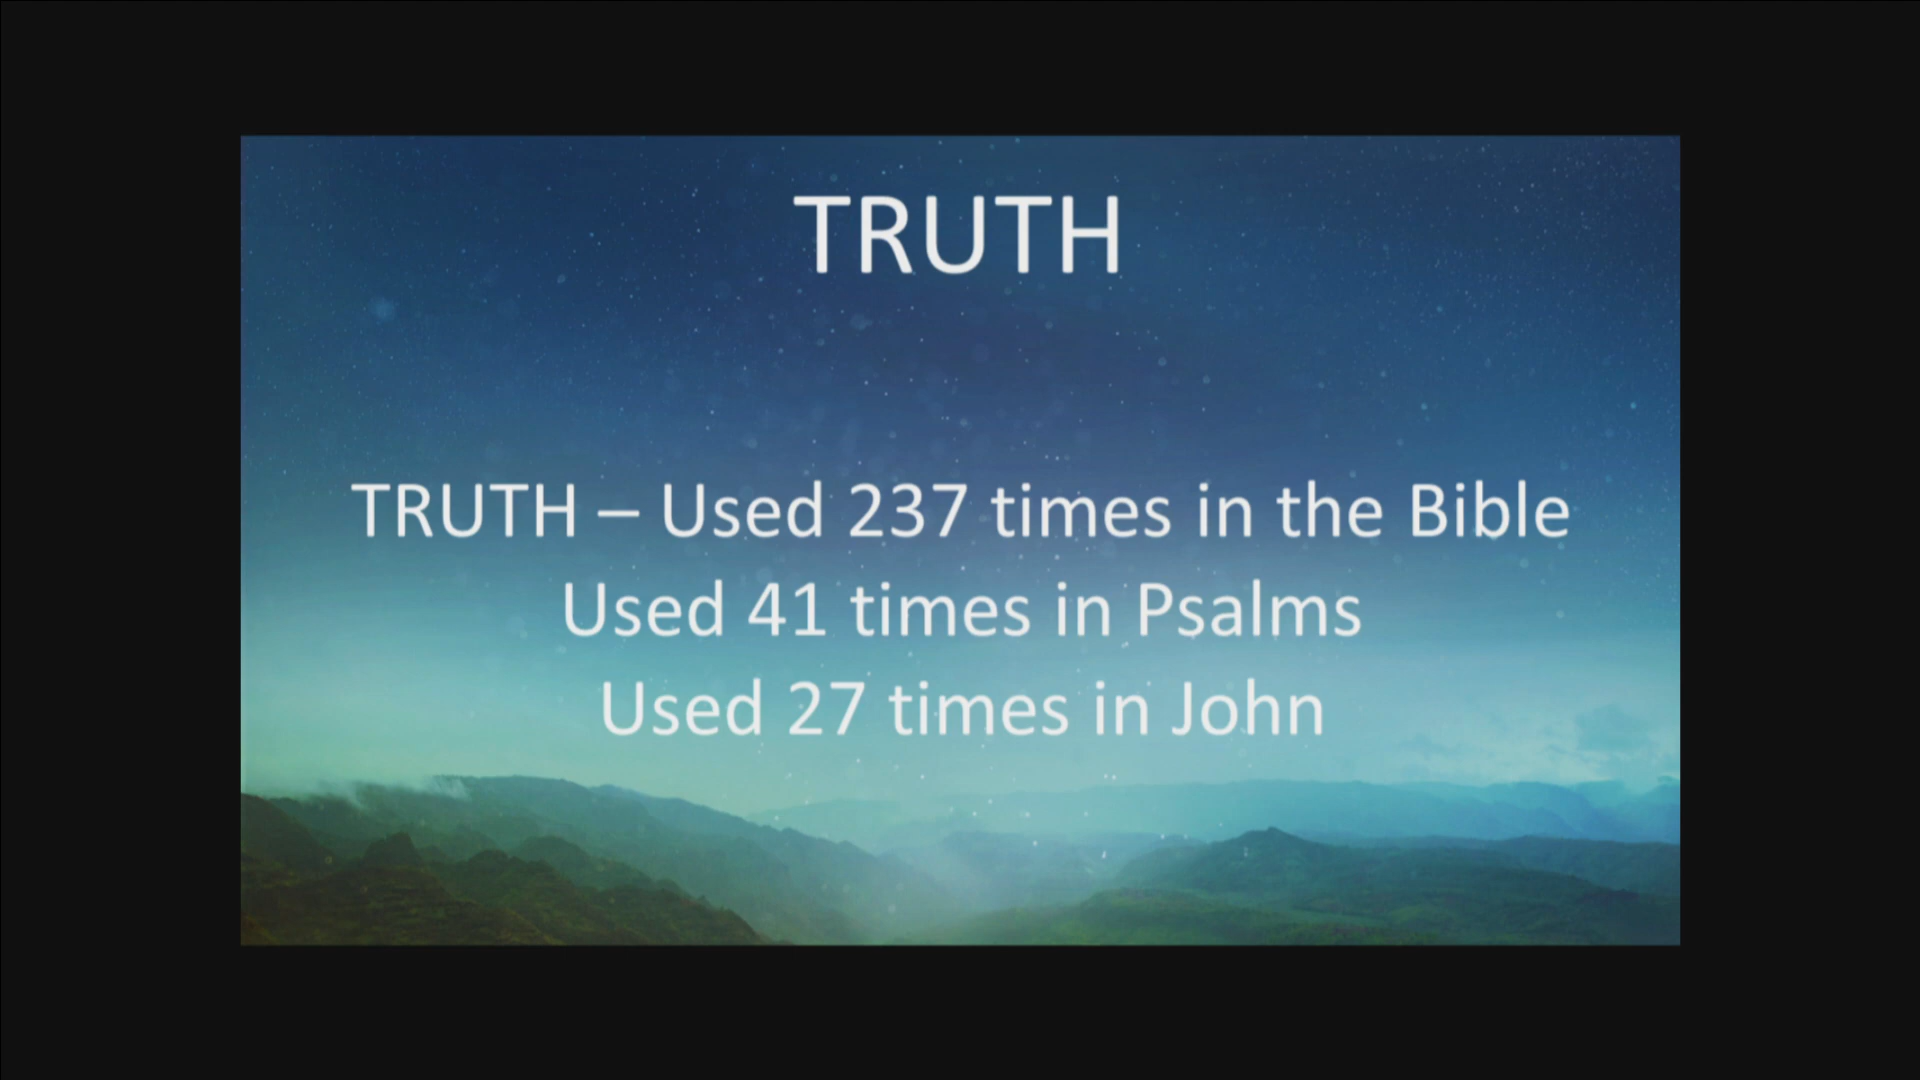 TRUTH
TRUTH – Used 237 times in the Bible
Used 41 times in Psalms
Used 27 times in John